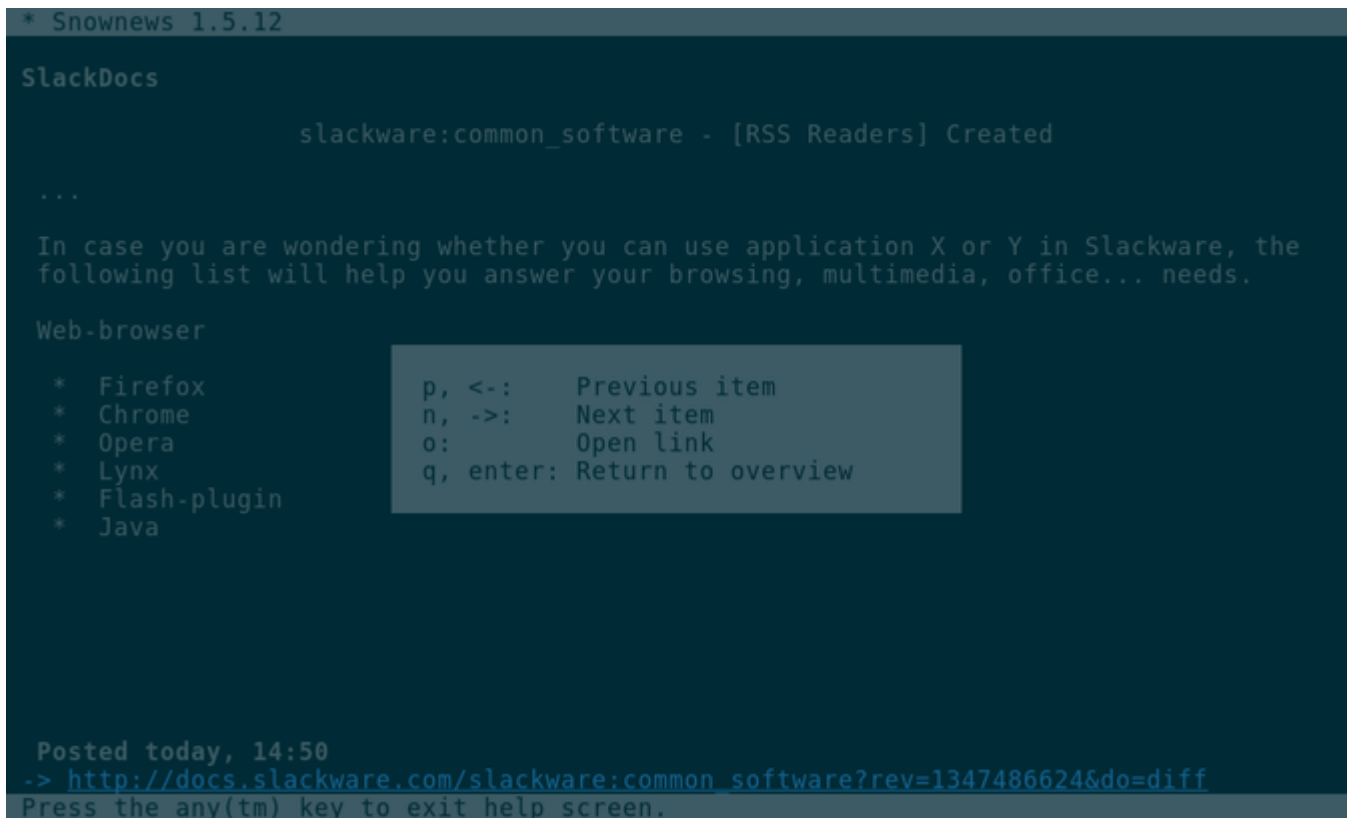 * Snownews 1.5.12
SlackDocs
slackware:common_software - [RSS Readers] Created
...
In case you are wondering whether you can use application X or Y in Slackware, the
following list will help you answer your browsing, multimedia, office... needs.
Web-browser
* Firefox
* Chrome
* Opera
* Lynx
* Flash-plugin
* Java
p, <-: Previous item
n, ->: Next item
o: Open link
q, enter: Return to overview
Posted today, 14:50
-> http://docs.slackware.com/slackware:common_software?rev=1347486624&do=diff
Press the any(tm) key to exit help screen.